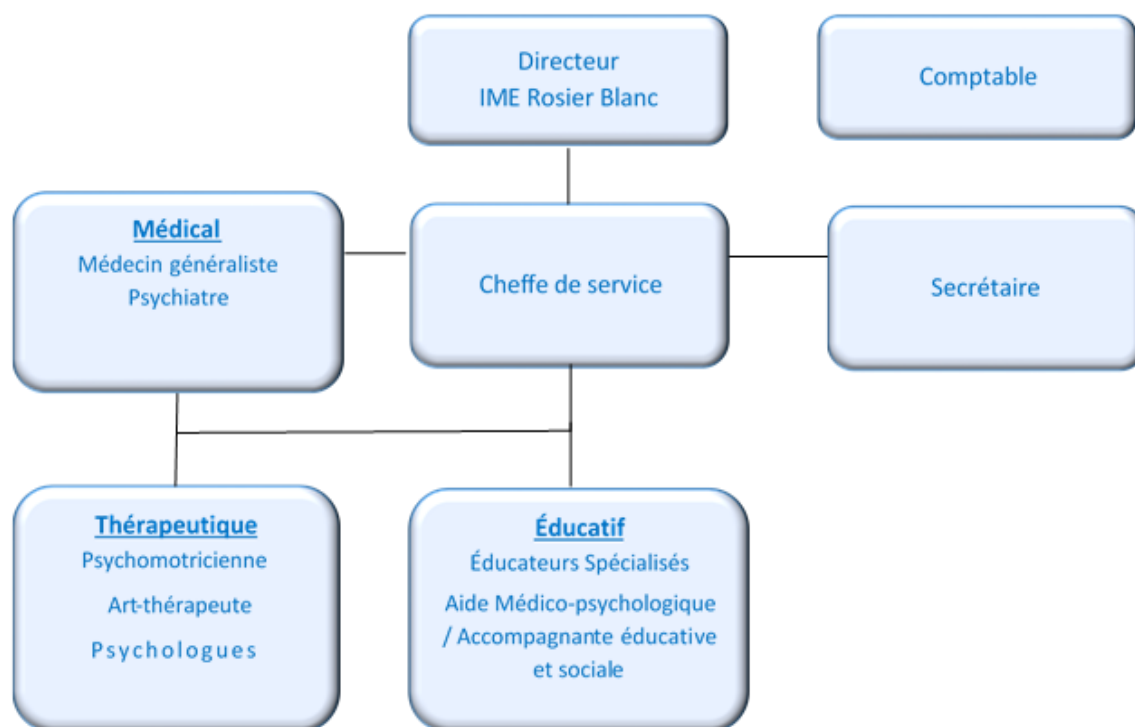 Directeur
IME Rosier Blanc
Comptable
Médical
Médecin généraliste
Psychiatre
Cheffe de service
Secrétaire
Thérapeutique
Psychomotricienne
Art-thérapeute
Psychologues
Éducatif
Éducateurs Spécialisés
Aide Médico-psychologique
/ Accompagnante éducative
et sociale